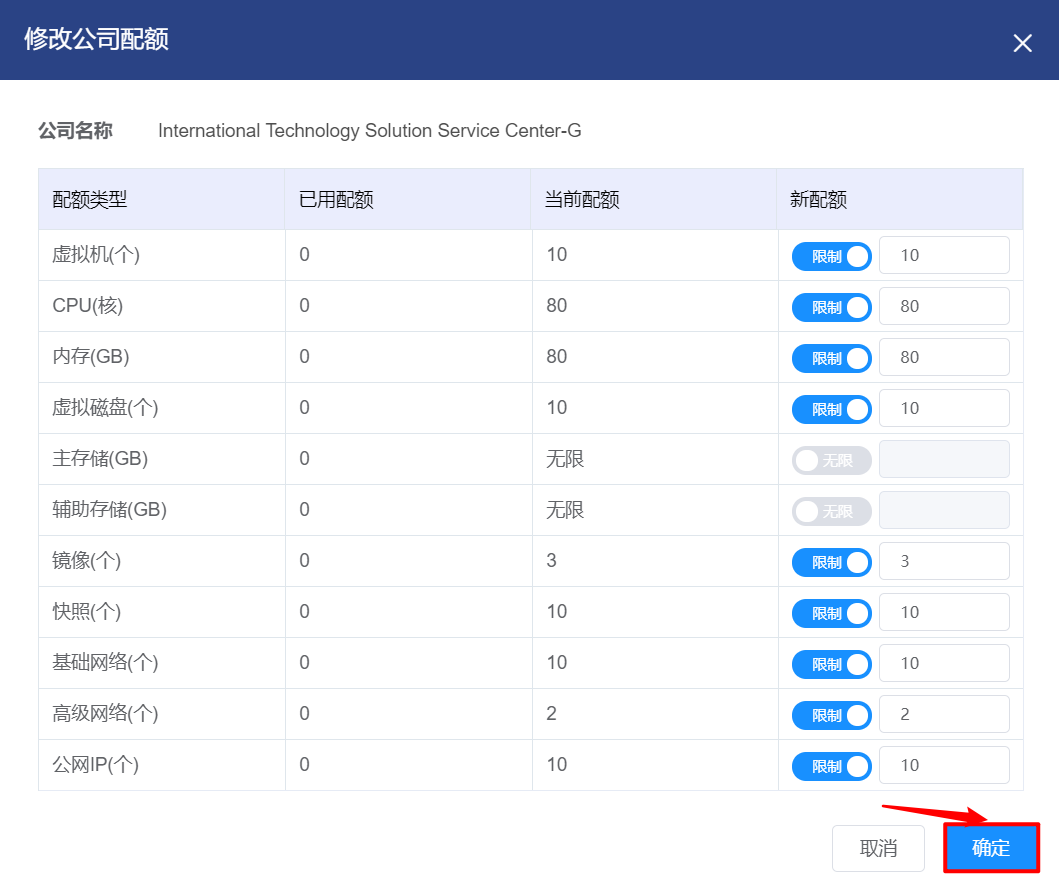 修改公司配额
公司名称 International Technology Solution Service Center-G
配额类型 已用配额 当前配额 新配额
虚拟机(个) 0 10 限制 10
CPU(核) 0 80 限制 80
内存(GB) 0 80 限制 80
虚拟磁盘(个) 0 10 限制 10
主存储(GB) 0 无限 无限
辅助存储(GB) 0 无限 无限
镜像(个) 0 3 限制 3
快照(个) 0 10 限制 10
基础网络(个) 0 10 限制 10
高级网络(个) 0 2 限制 2
公网IP(个) 0 10 限制 10
取消 确定